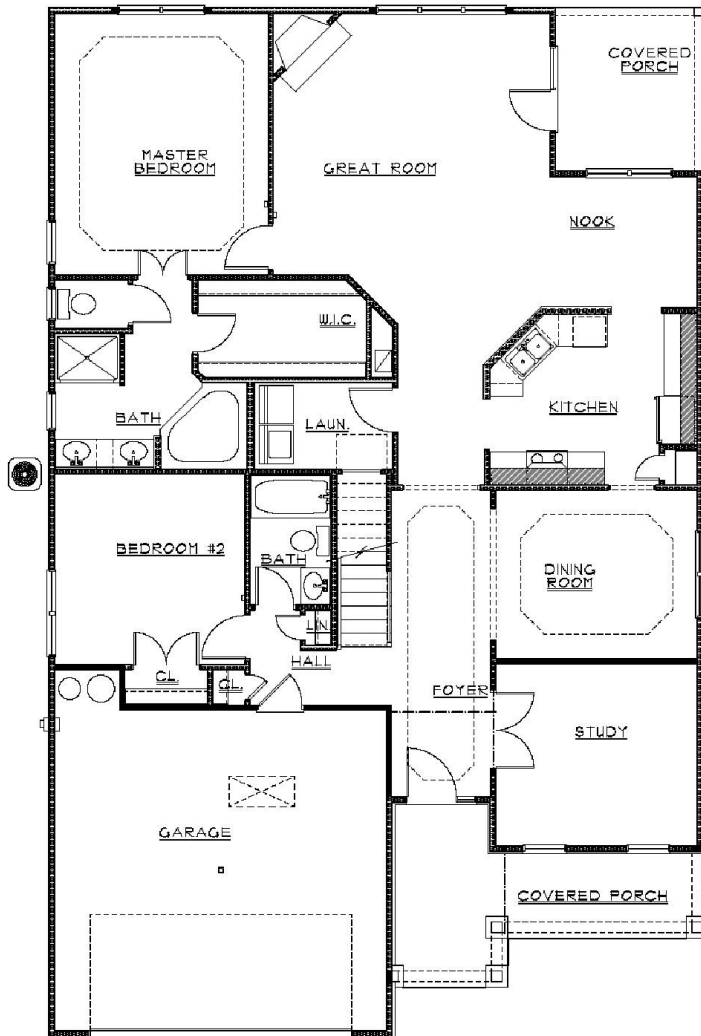 COVERED
PORCH
MASTER
BEDROOM
GREAT ROOM
NOOK
W.I.C.
KITCHEN
BATH
LAUN.
BEDROOM #2
BATH
DINING
ROOM
LIN.
HALL
CL.
CL.
FOYER
STUDY
GARAGE
COVERED PORCH